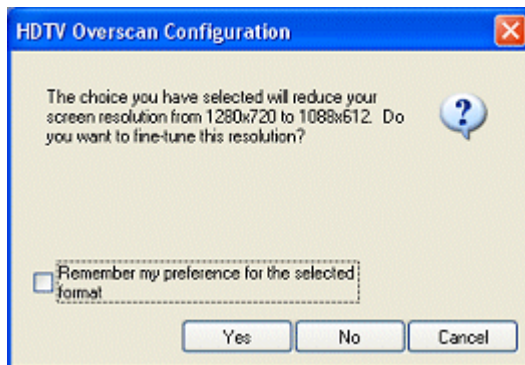 HDTV Overscan Configuration
The choice you have selected will reduce your
screen resolution from 1280x720 to 1088x612. Do
you want to fine-tune this resolution?
Remember my preference for the selected
format
Yes No Cancel